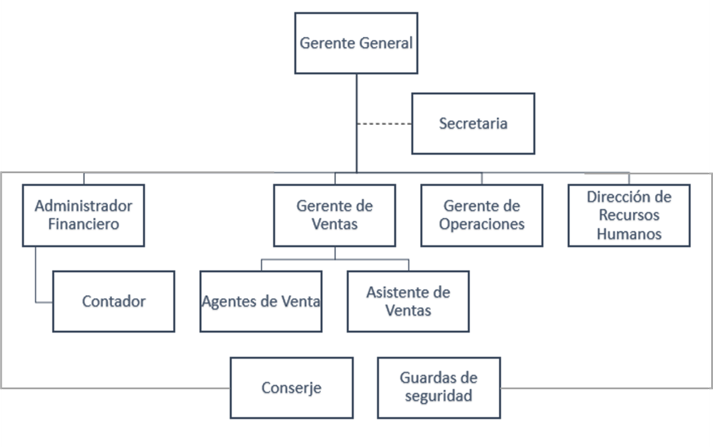 Gerente General
Secretaria
Administrador
Financiero
Gerente de
Ventas
Gerente de
Operaciones
Dirección de
Recursos
Humanos
Contador
Agentes de Venta
Asistente de
Ventas
Conserje
Guardas de
seguridad